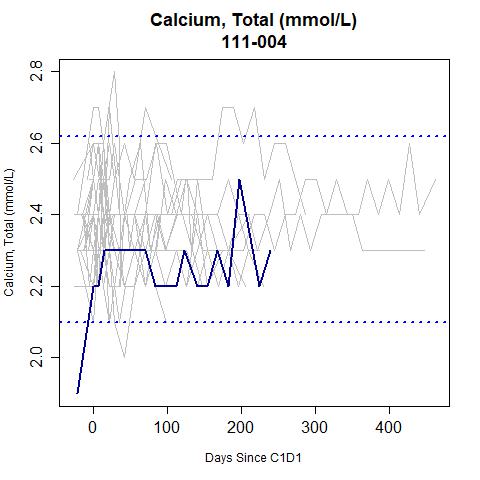 Calcium, Total (mmol/L)
111-004
Calcium, Total (mmol/L)
2.8
2.6
2.4
2.2
2.0
0 100 200 300 400
Days Since C1D1